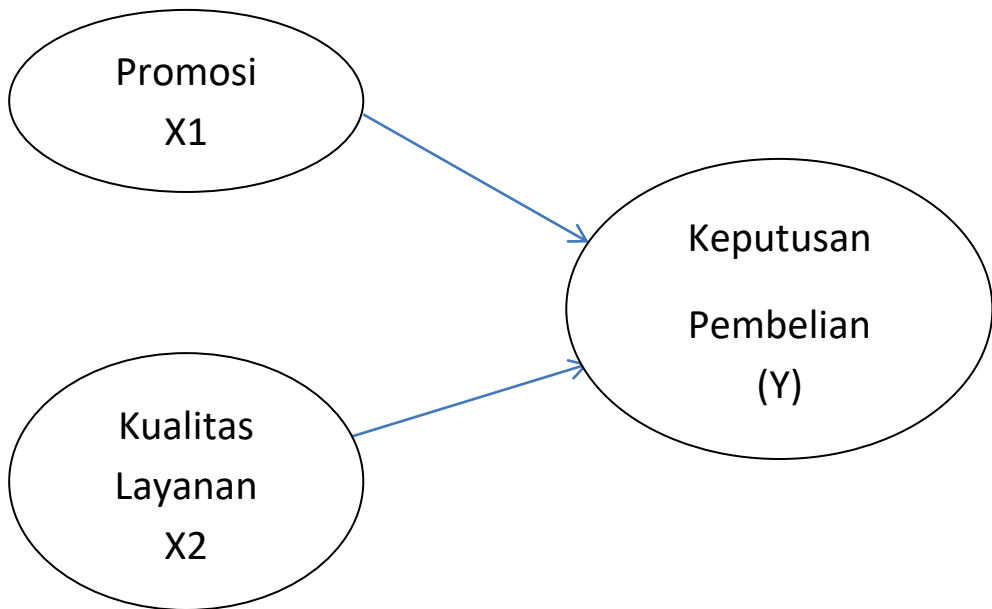 Promosi
X1
Keputusan
Pembelian
(Y)
Kualitas
Layanan
X2